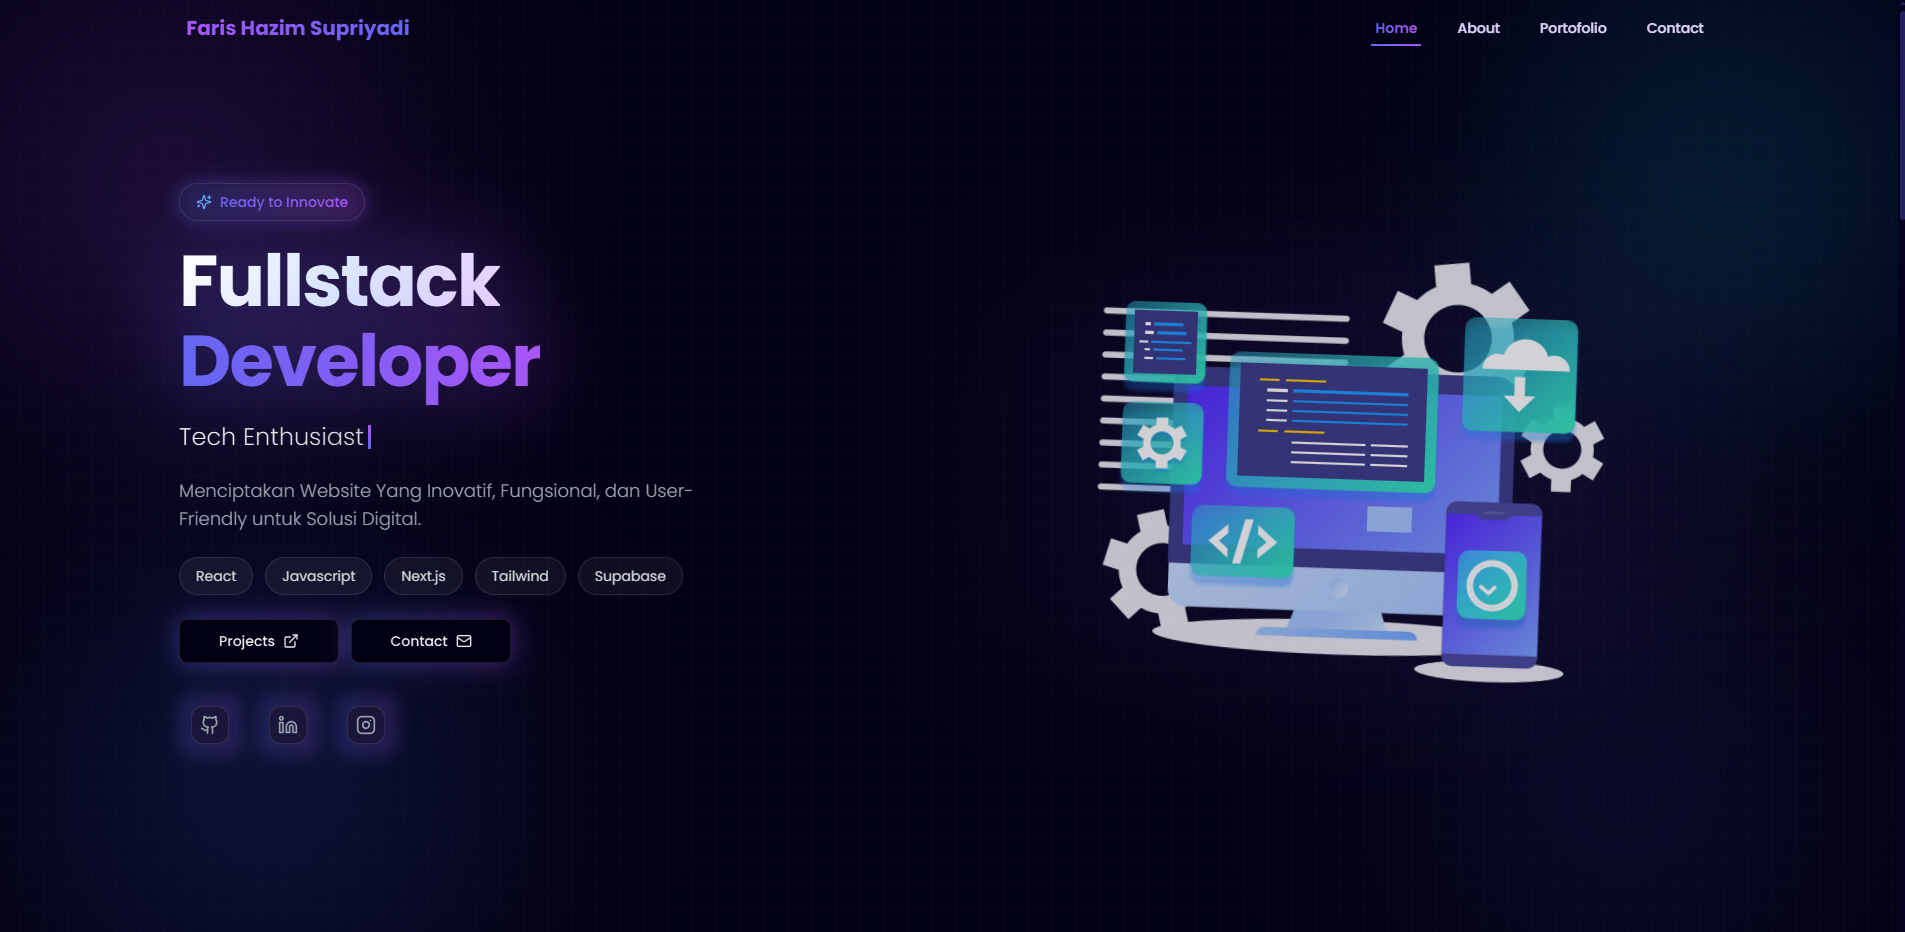 Faris Hazim Supriyadi
Home About Portofolio Contact
Ready to Innovate
Fullstack
Developer
Tech Enthusiast
Menciptakan Website Yang Inovatif, Fungsional, dan User-
Friendly untuk Solusi Digital.
React Javascript Next.js Tailwind Supabase
Projects Contact